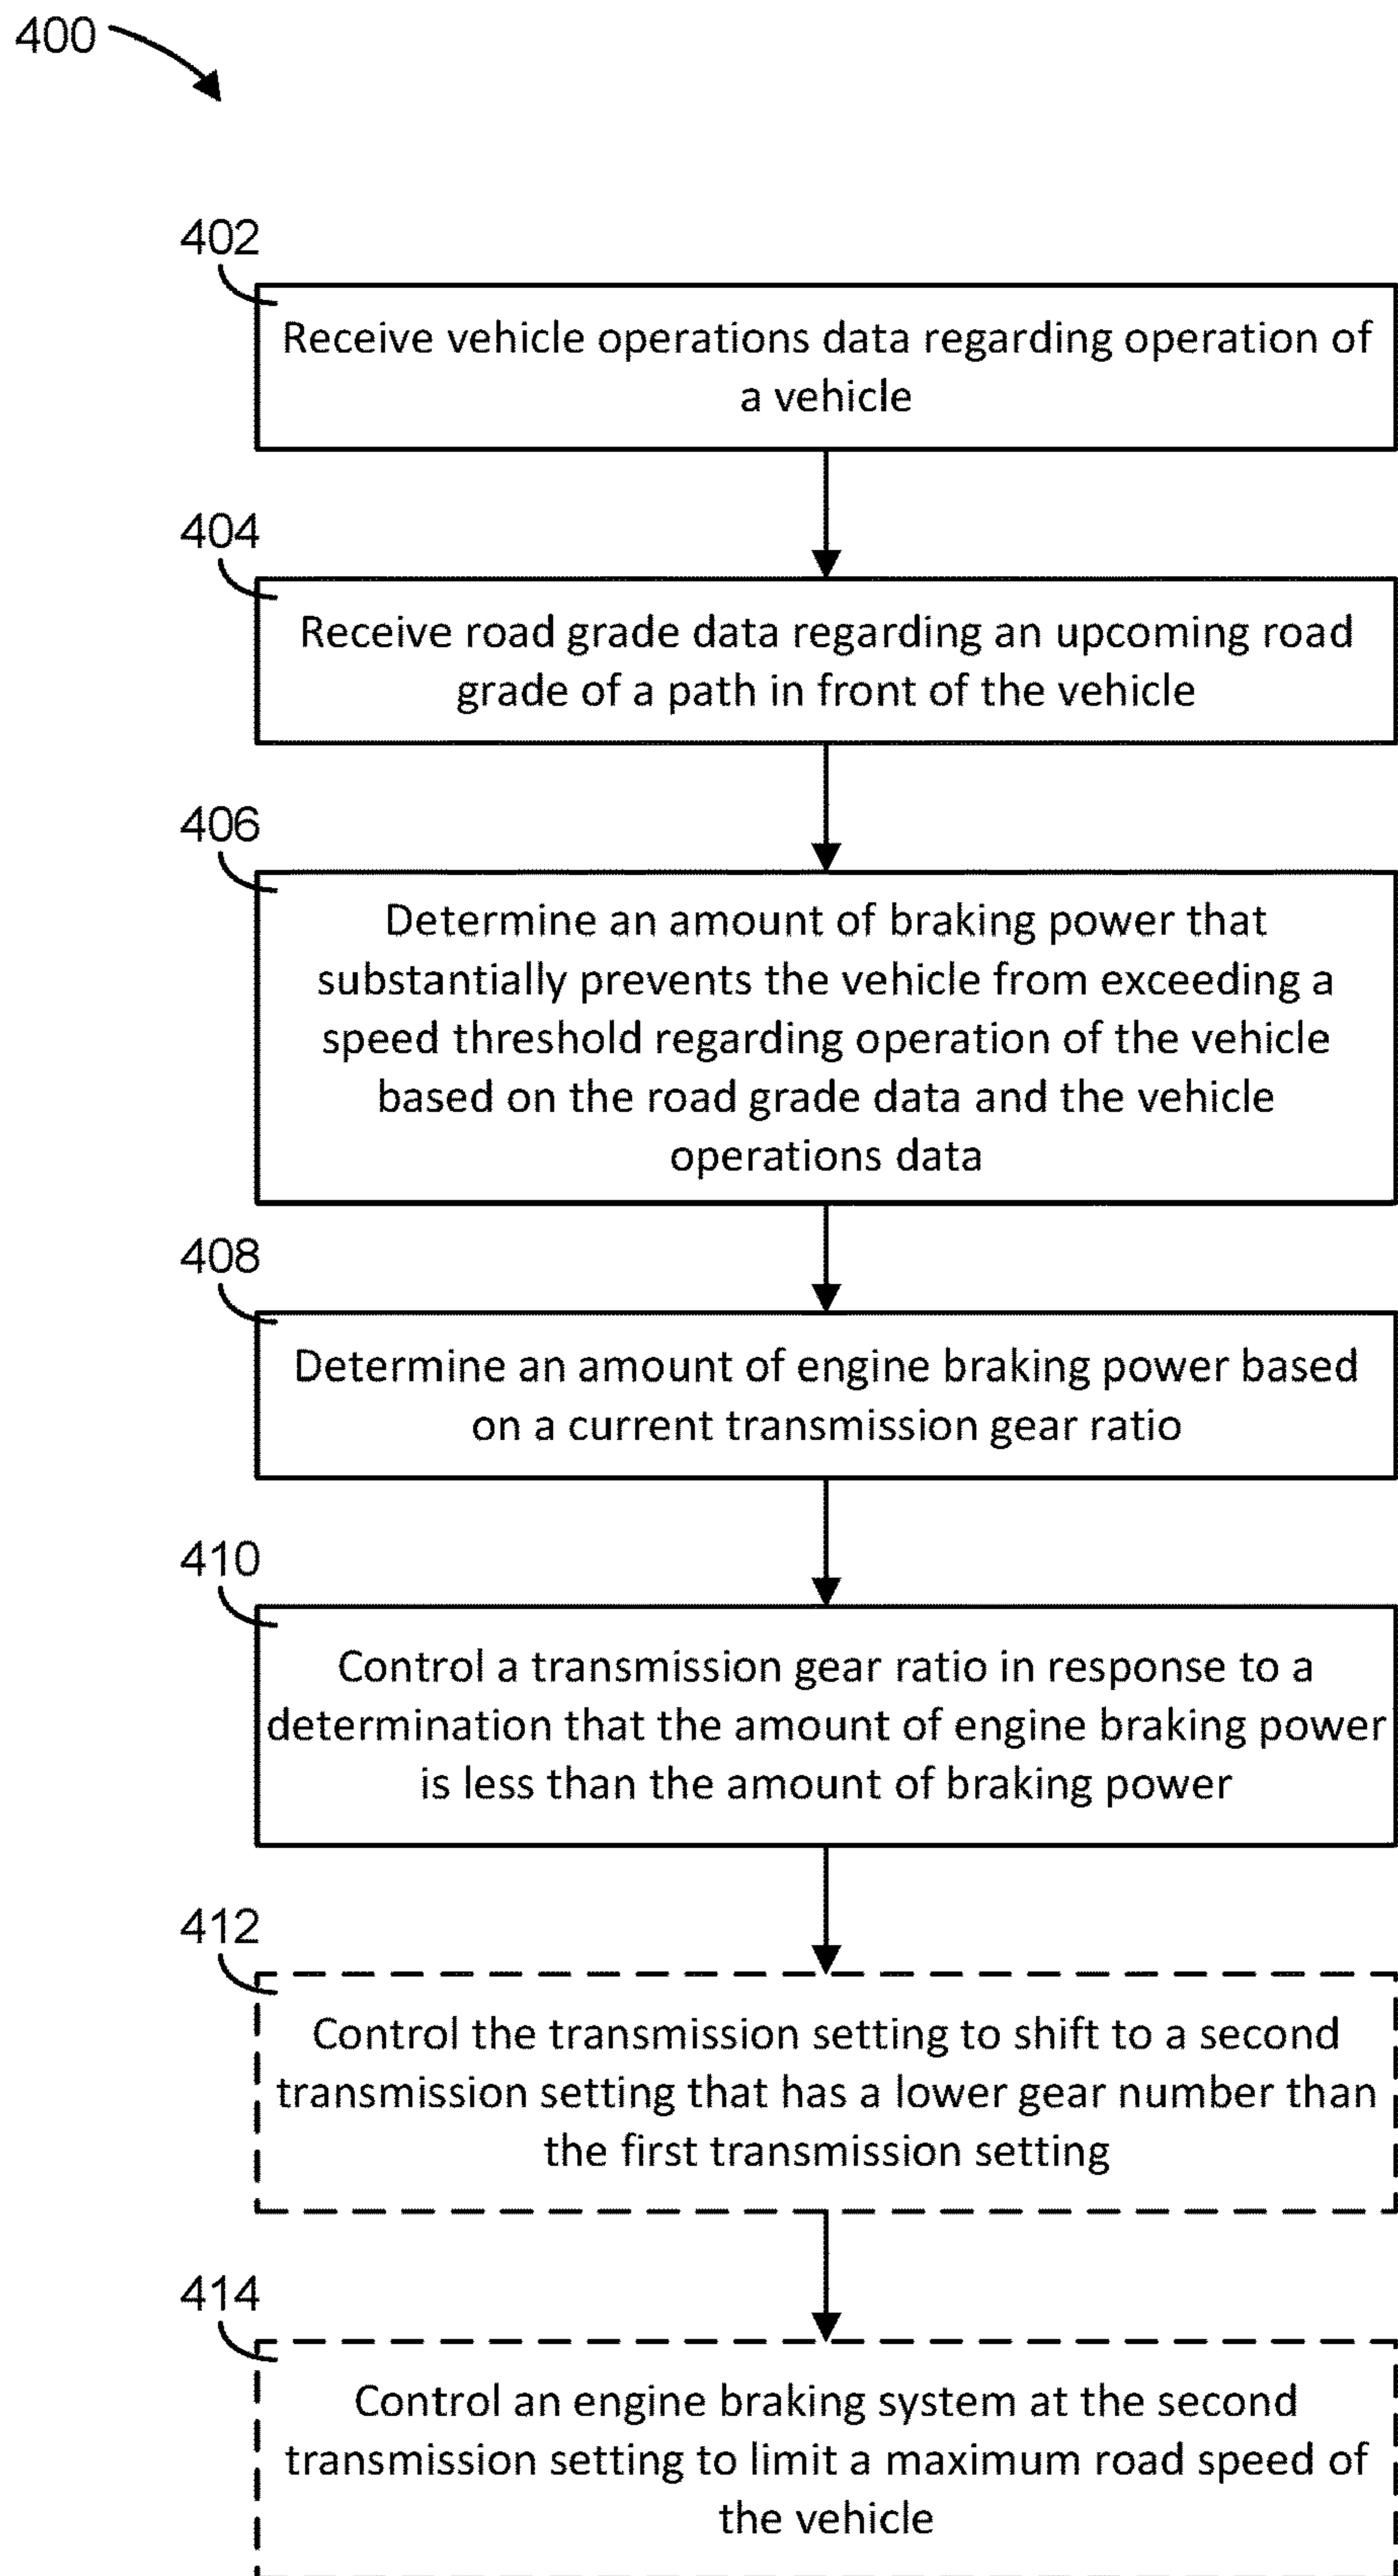 400
402
Receive vehicle operations data regarding operation of
a vehicle
404
Receive road grade data regarding an upcoming road
grade of a path in front of the vehicle
406
Determine an amount of braking power that
substantially prevents the vehicle from exceeding a
speed threshold regarding operation of the vehicle
based on the road grade data and the vehicle
operations data
408
Determine an amount of engine braking power based
on a current transmission gear ratio
410
Control a transmission gear ratio in response to a
determination that the amount of engine braking power
is less than the amount of braking power
412
Control the transmission setting to shift to a second
transmission setting that has a lower gear number than
the first transmission setting
414
Control an engine braking system at the second
transmission setting to limit a maximum road speed of
the vehicle